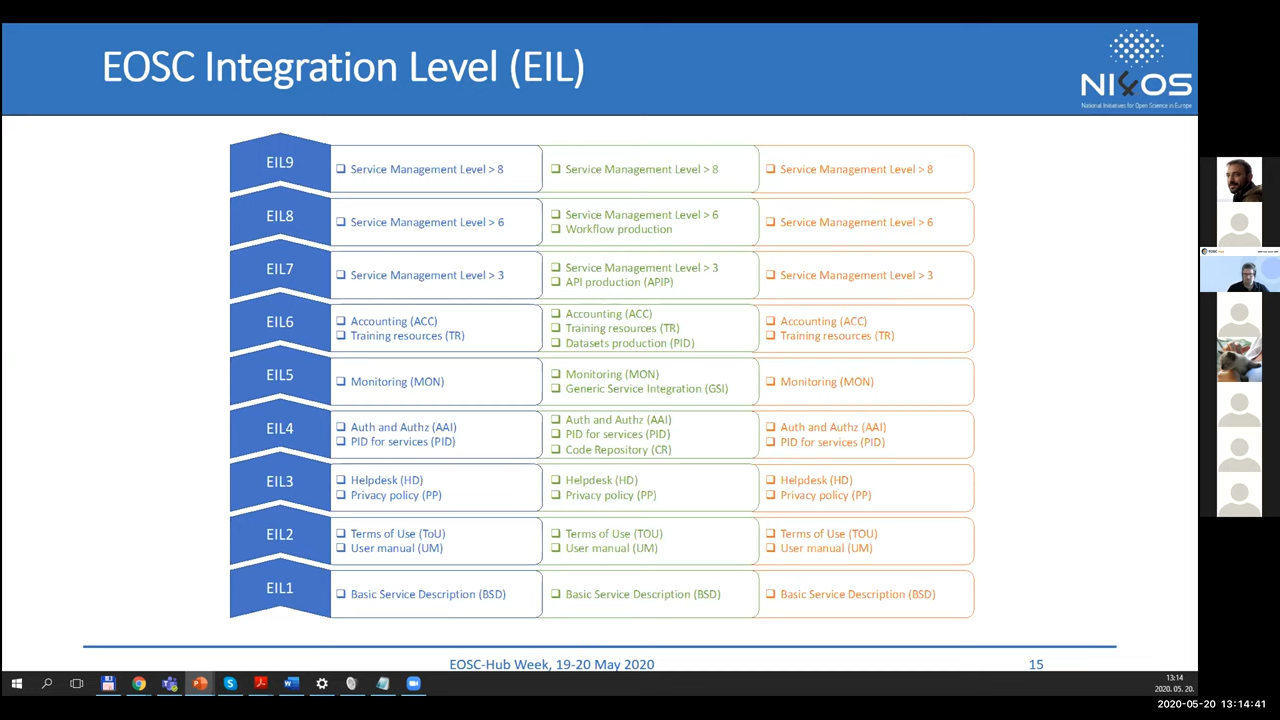 EOSC Integration Level (EIL)
NI4OS
National Initiatives for Open Science in Europe
EIL9
❑ Service Management Level > 8
❑ Service Management Level > 8
❑ Service Management Level > 8
EIL8
❑ Service Management Level > 6
❑ Service Management Level > 6
❑ Workflow production
❑ Service Management Level > 6
EIL7
❑ Service Management Level > 3
❑ Service Management Level > 3
❑ API production (APIP)
❑ Service Management Level > 3
EIL6
❑ Accounting (ACC)
❑ Training resources (TR)
❑ Accounting (ACC)
❑ Training resources (TR)
❑ Datasets production (PID)
❑ Accounting (ACC)
❑ Training resources (TR)
EIL5
❑ Monitoring (MON)
❑ Monitoring (MON)
❑ Generic Service Integration (GSI)
❑ Monitoring (MON)
EIL4
❑ Auth and Authz (AAI)
❑ PID for services (PID)
❑ Auth and Authz (AAI)
❑ PID for services (PID)
❑ Code Repository (CR)
❑ Auth and Authz (AAI)
❑ PID for services (PID)
EIL3
❑ Helpdesk (HD)
❑ Privacy policy (PP)
❑ Helpdesk (HD)
❑ Privacy policy (PP)
❑ Helpdesk (HD)
❑ Privacy policy (PP)
EIL2
❑ Terms of Use (ToU)
❑ User manual (UM)
❑ Terms of Use (TOU)
❑ User manual (UM)
❑ Terms of Use (TOU)
❑ User manual (UM)
EIL1
❑ Basic Service Description (BSD)
❑ Basic Service Description (BSD)
❑ Basic Service Description (BSD)
EOSC-Hub Week, 19-20 May 2020
15
13:14
2020. 05. 20.
2020-05-20 13:14:41